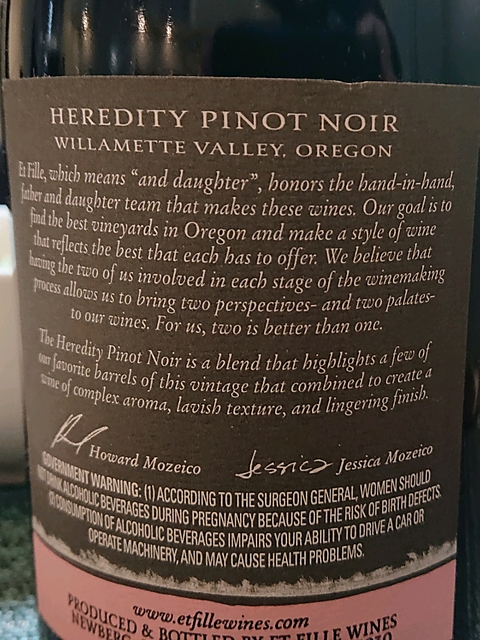 HEREDITY PINOT NOIR
WILLAMETTE VALLEY, OREGON
Et Fille, which means “and daughter”, honors the hand-in-hand,
father and daughter team that makes these wines. Our goal is to
find the best vineyards in Oregon and make a style of wine
that reflects the best that each has to offer. We believe that
having the two of us involved in each stage of the winemaking
process allows us to bring two perspectives- and two palates-
to our wines. For us, two is better than one.
The Heredity Pinot Noir is a blend that highlights a few of
our favorite barrels of this vintage that combined to create a
wine of complex aroma, lavish texture, and lingering finish.
Howard Mozeico Jessica Jessica Mozeico
GOVERNMENT WARNING: (1) ACCORDING TO THE SURGEON GENERAL, WOMEN SHOULD
NOT DRINK ALCOHOLIC BEVERAGES DURING PREGNANCY BECAUSE OF THE RISK OF BIRTH DEFECTS.
(2) CONSUMPTION OF ALCOHOLIC BEVERAGES IMPAIRS YOUR ABILITY TO DRIVE A CAR OR
OPERATE MACHINERY, AND MAY CAUSE HEALTH PROBLEMS.
www.etfillewines.com
PRODUCED & BOTTLED BY ET FILLE WINES
NEWBERG